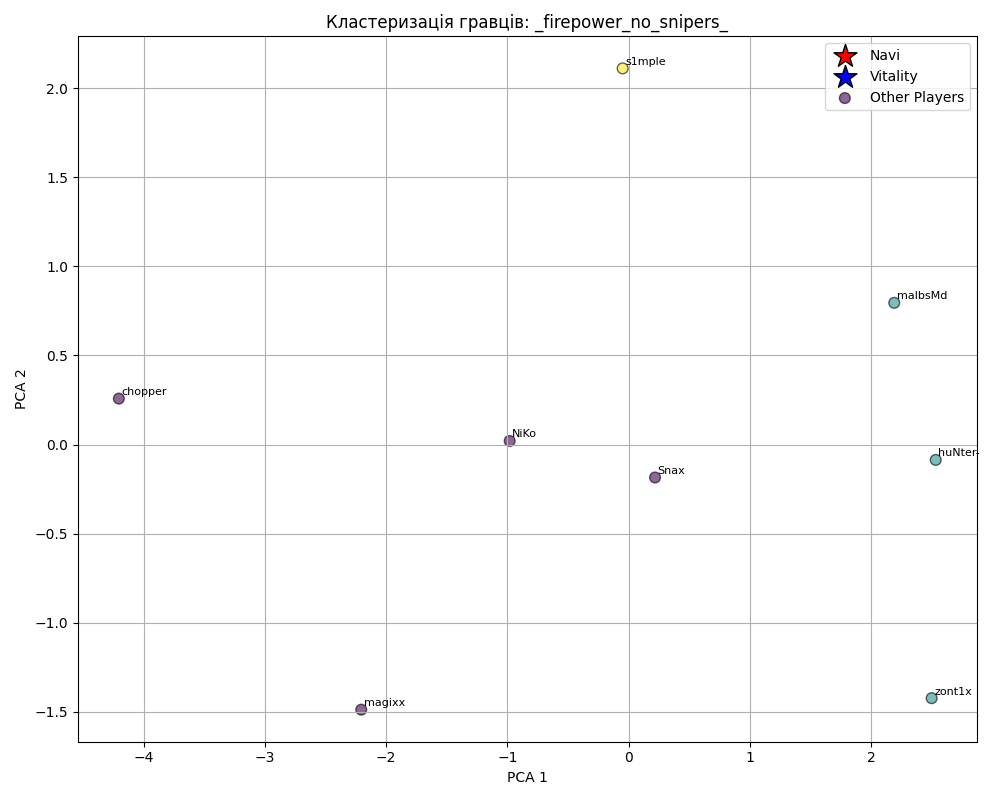 Кластеризація гравців: _firepower_no_snipers_
Navi
Vitality
Other Players
s1mple
malbsMd
chopper
NiKo
Snax
huNter-
magixx
zont1x
2.0
1.5
1.0
0.5
0.0
−0.5
−1.0
−1.5
PCA 2
−4
−3
−2
−1
0
1
2
PCA 1